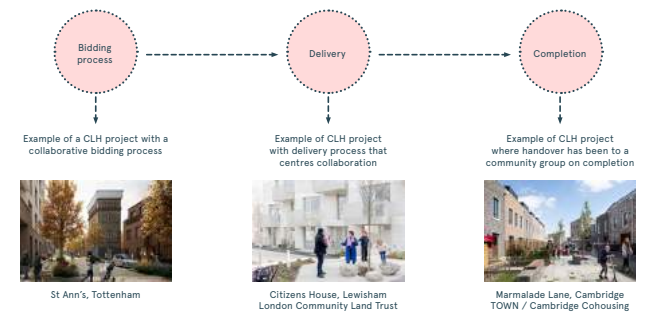 Bidding
process
Delivery
Completion
Example of a CLH project with a
collaborative bidding process
Example of CLH project
with delivery process that
centres collaboration
Example of CLH project
where handover has been to a
community group on completion
St Ann's, Tottenham
Citizens House, Lewisham
London Community Land Trust
Marmalade Lane, Cambridge
TOWN / Cambridge Cohousing